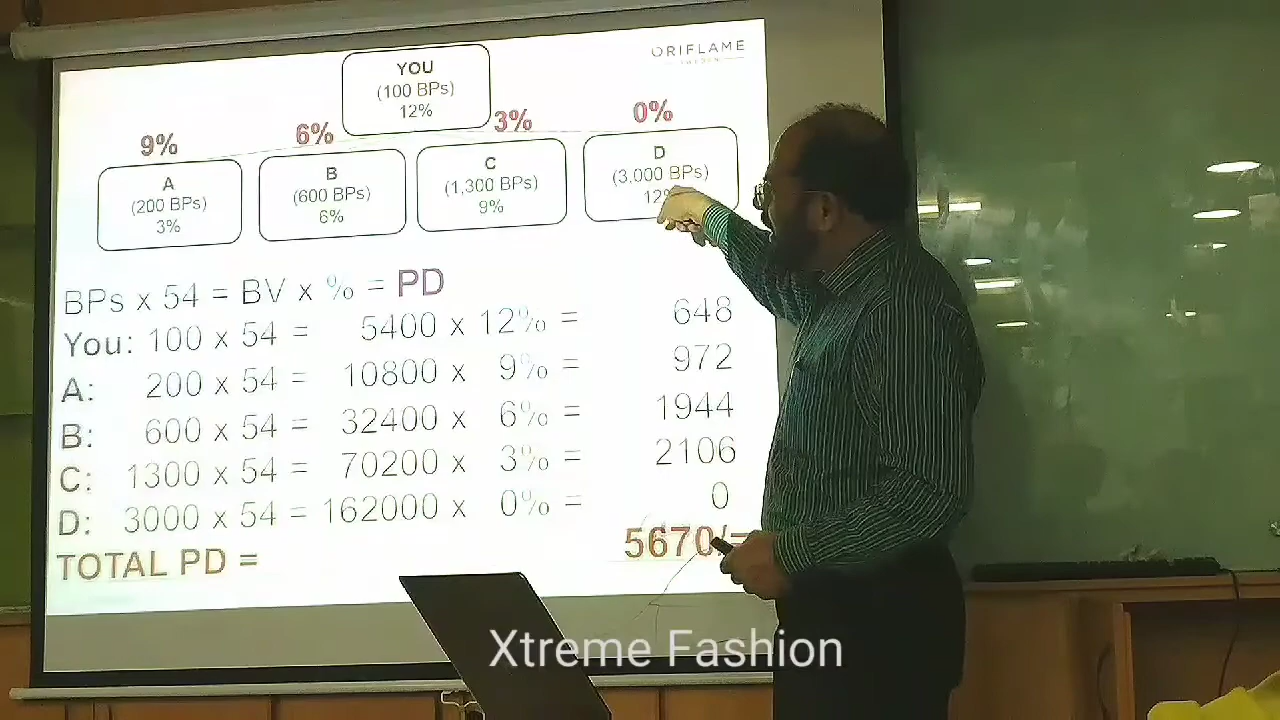 ORIFLAME
SWEDEN
YOU
(100 BPs)
12%
9%
6%
3%
0%
A
(200 BPs)
3%
B
(600 BPs)
6%
C
(1,300 BPs)
9%
D
(3,000 BPs)
BPs x 54 = BV x % = PD
You: 100 x 54 = 5400 x 12% = 648
A: 200 x 54 = 10800 x 9% = 972
B: 600 x 54 = 32400 x 6% = 1944
C: 1300 x 54 = 70200 x 3% = 2106
D: 3000 x 54 = 162000 x 0% = 0
TOTAL PD = 5670/=
Xtreme Fashion